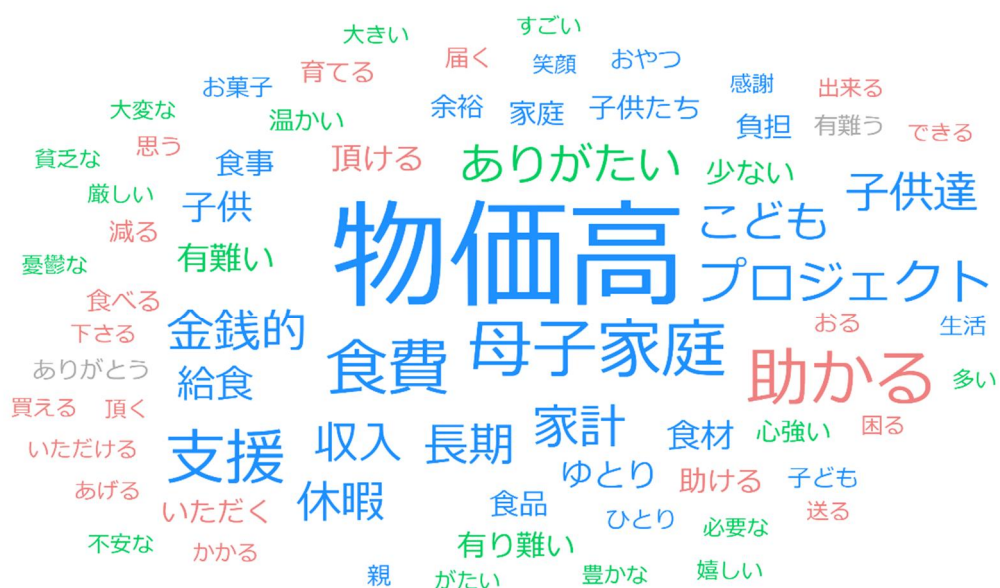 すごい
大きい
届く
笑顔
おやつ
育てる
お菓子
感謝
出来る
大変な
温かい
余裕
家庭
子供たち
負担
有難う
できる
思う
貧乏な
食事
頂ける
ありがたい
少ない
厳しい
子供
子供達
減る
物価高
こども
憂鬱な
有難い
プロジェクト
食べる
下さる
金銭的
母子家庭
おる
生活
ありがとう
給食
食費
助かる
多い
買える
頂く
いただける
支援
収入
長期
家計
食材
心強い
困る
あげる
いただく
休暇
食品
ゆとり
助ける
子ども
ひとり
送る
不安な
かかる
有り難い
必要な
親
がたい
豊かな
嬉しい